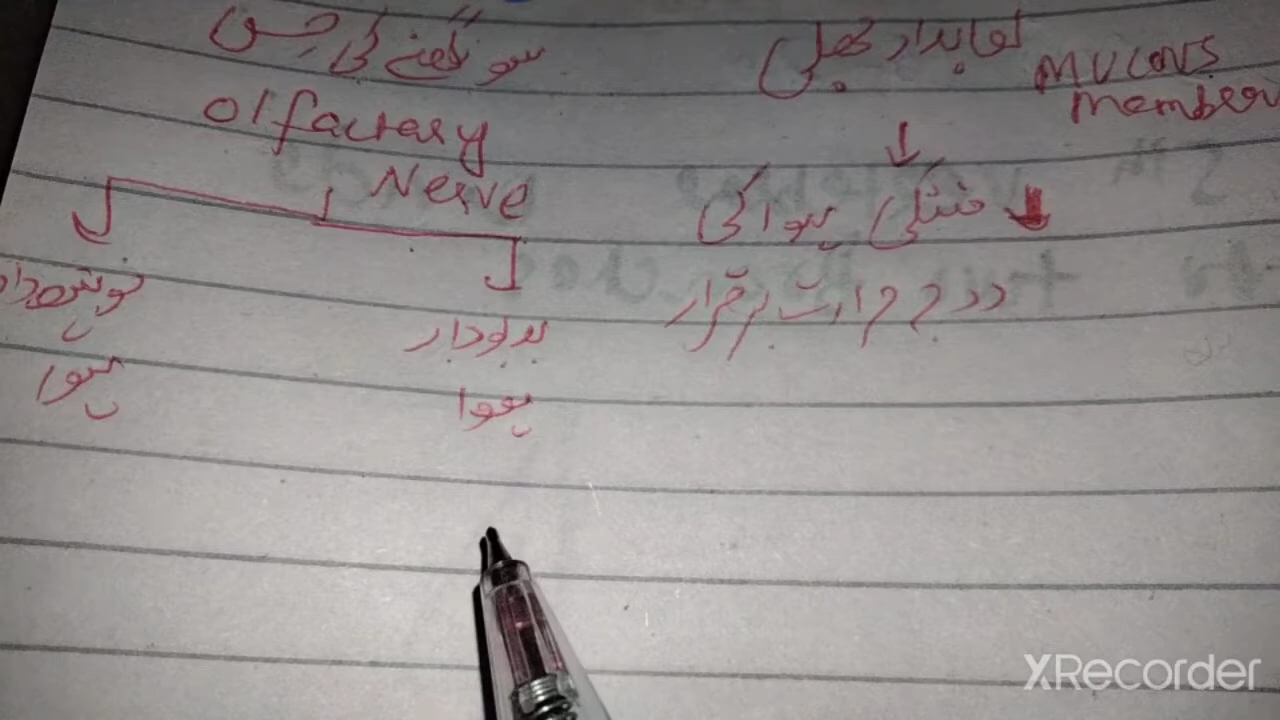 سونگھنے کی حس
Olfactory
Nerve
خوشبودار
ہوا
بدبودار
ہوا
لعابدار جھلی
Mucous
Member
خشکی ہوا کی
درجہ حرارت برقرار
XRecorder